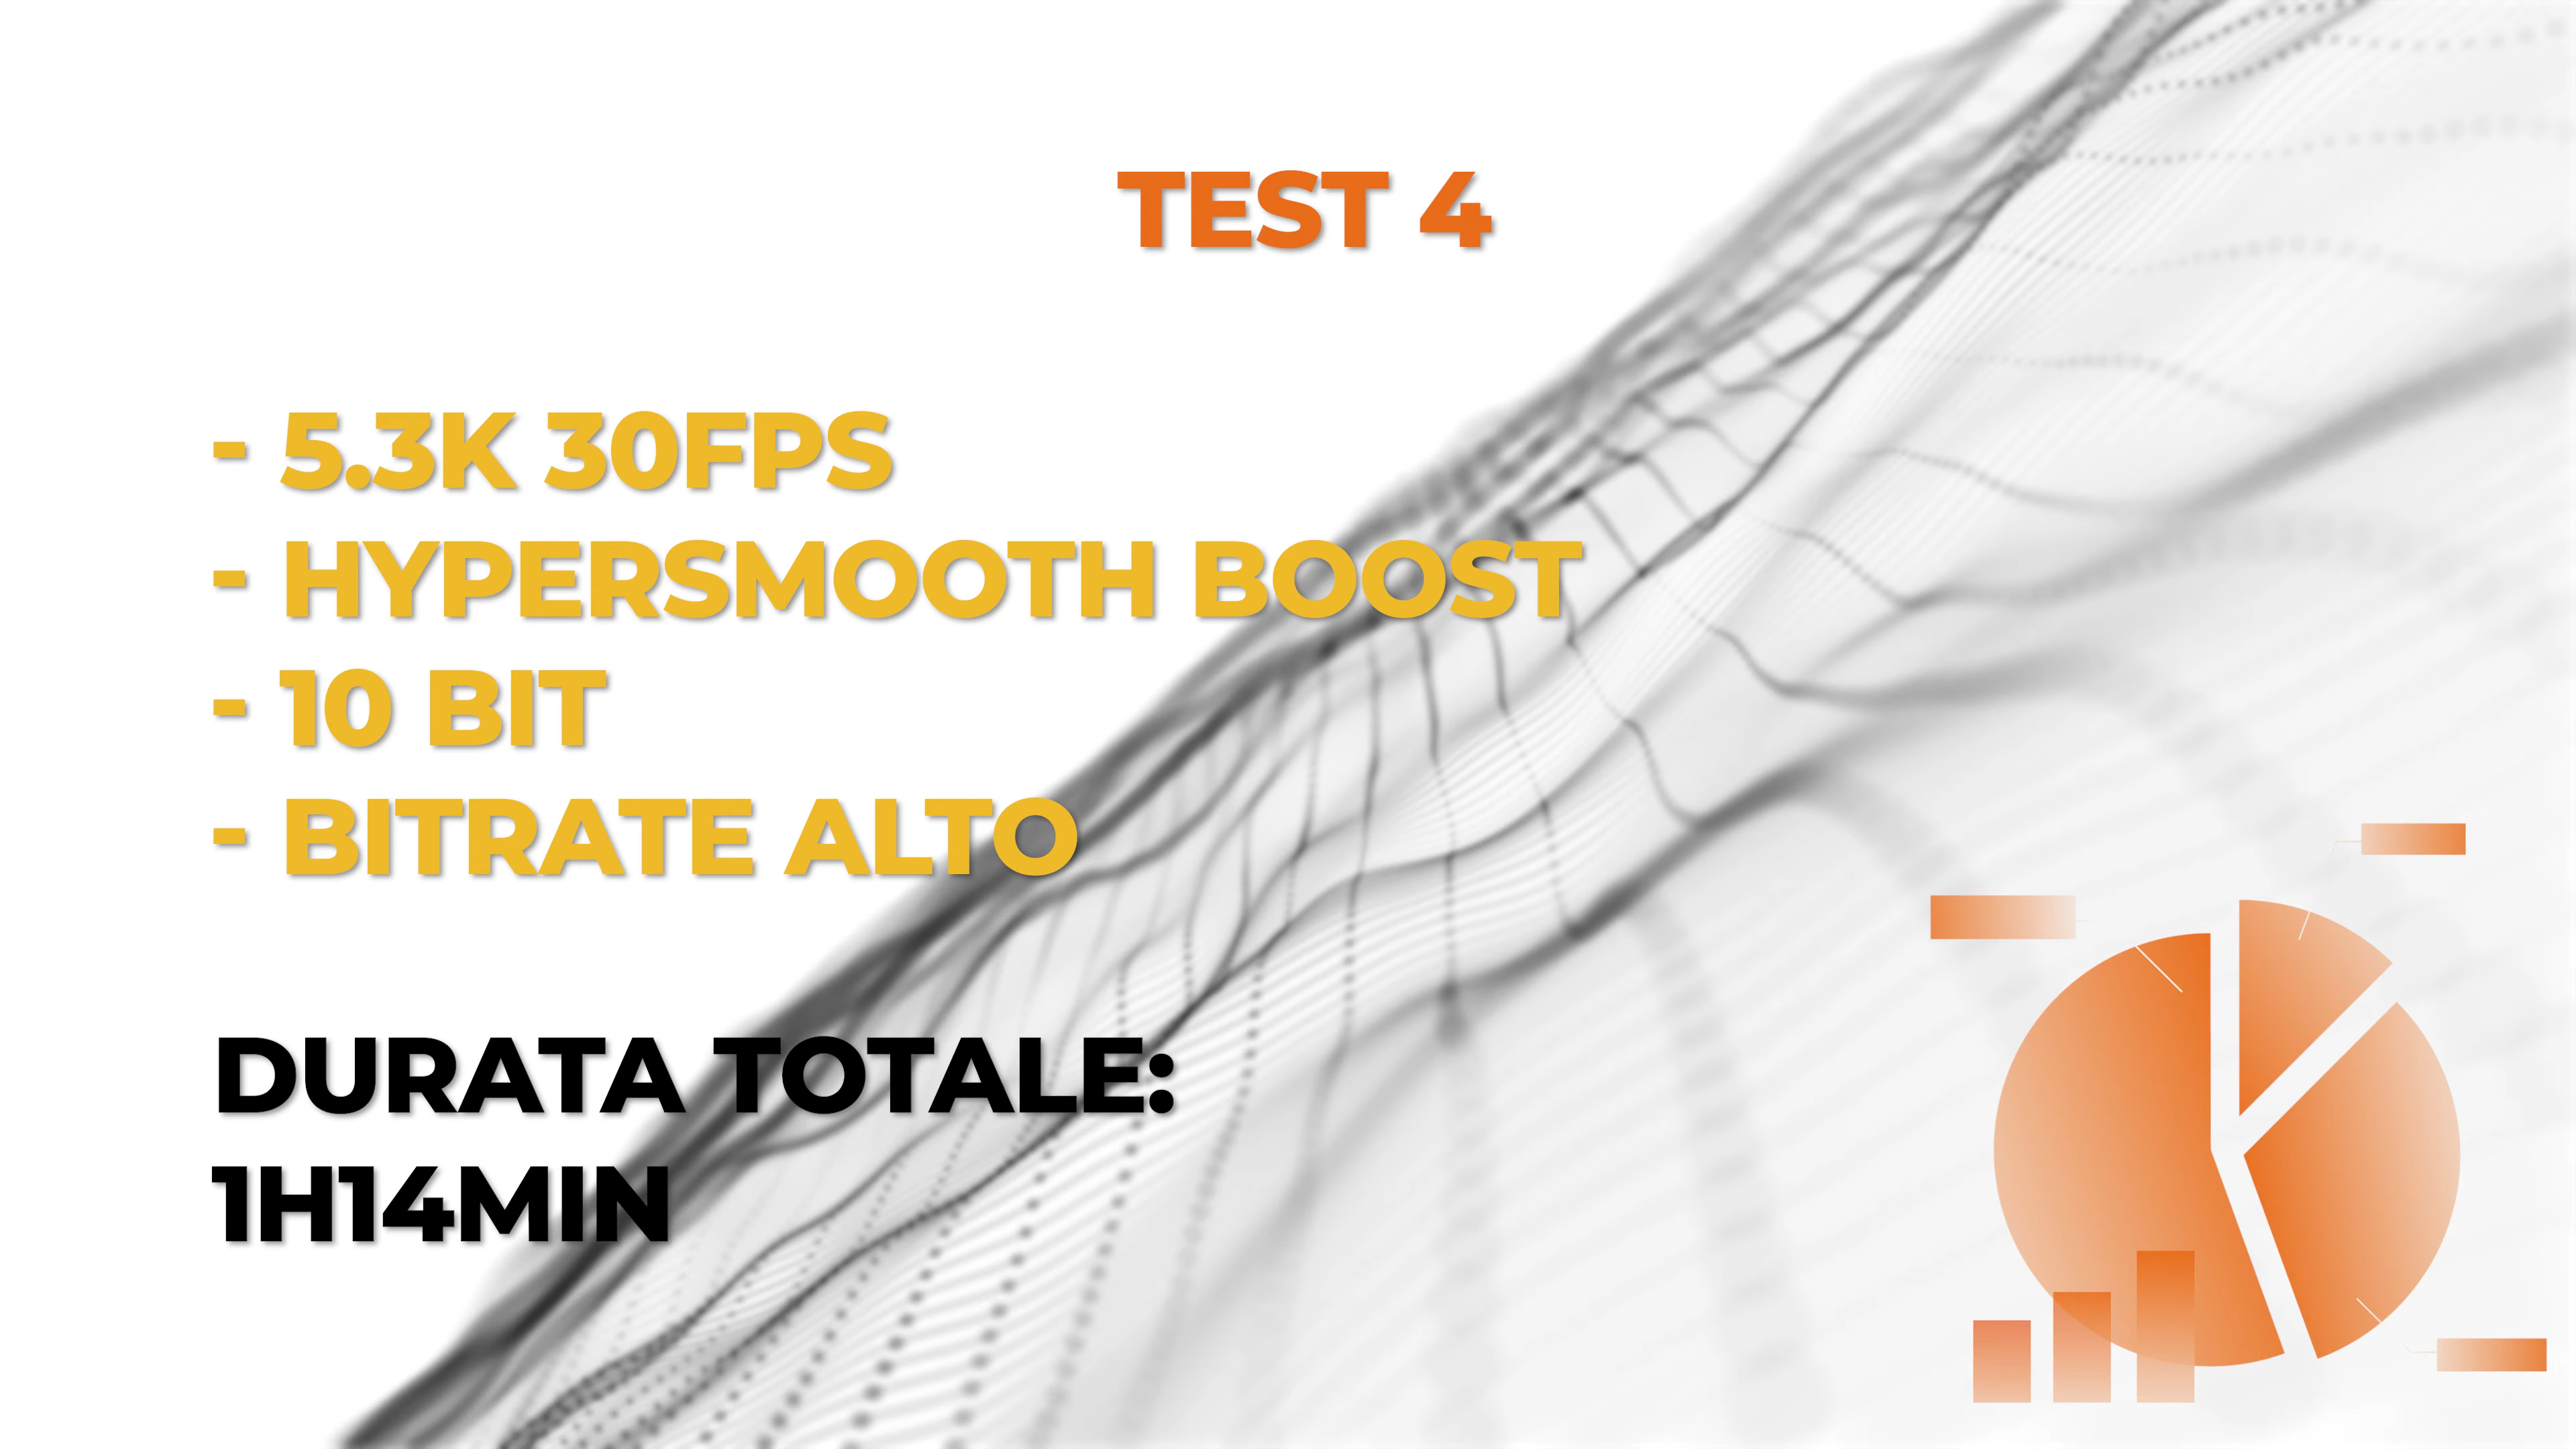 TEST 4
- 5.3K 30FPS
- HYPERSMOOTH BOOST
- 10 BIT
- BITRATE ALTO
DURATA TOTALE:
1H14MIN